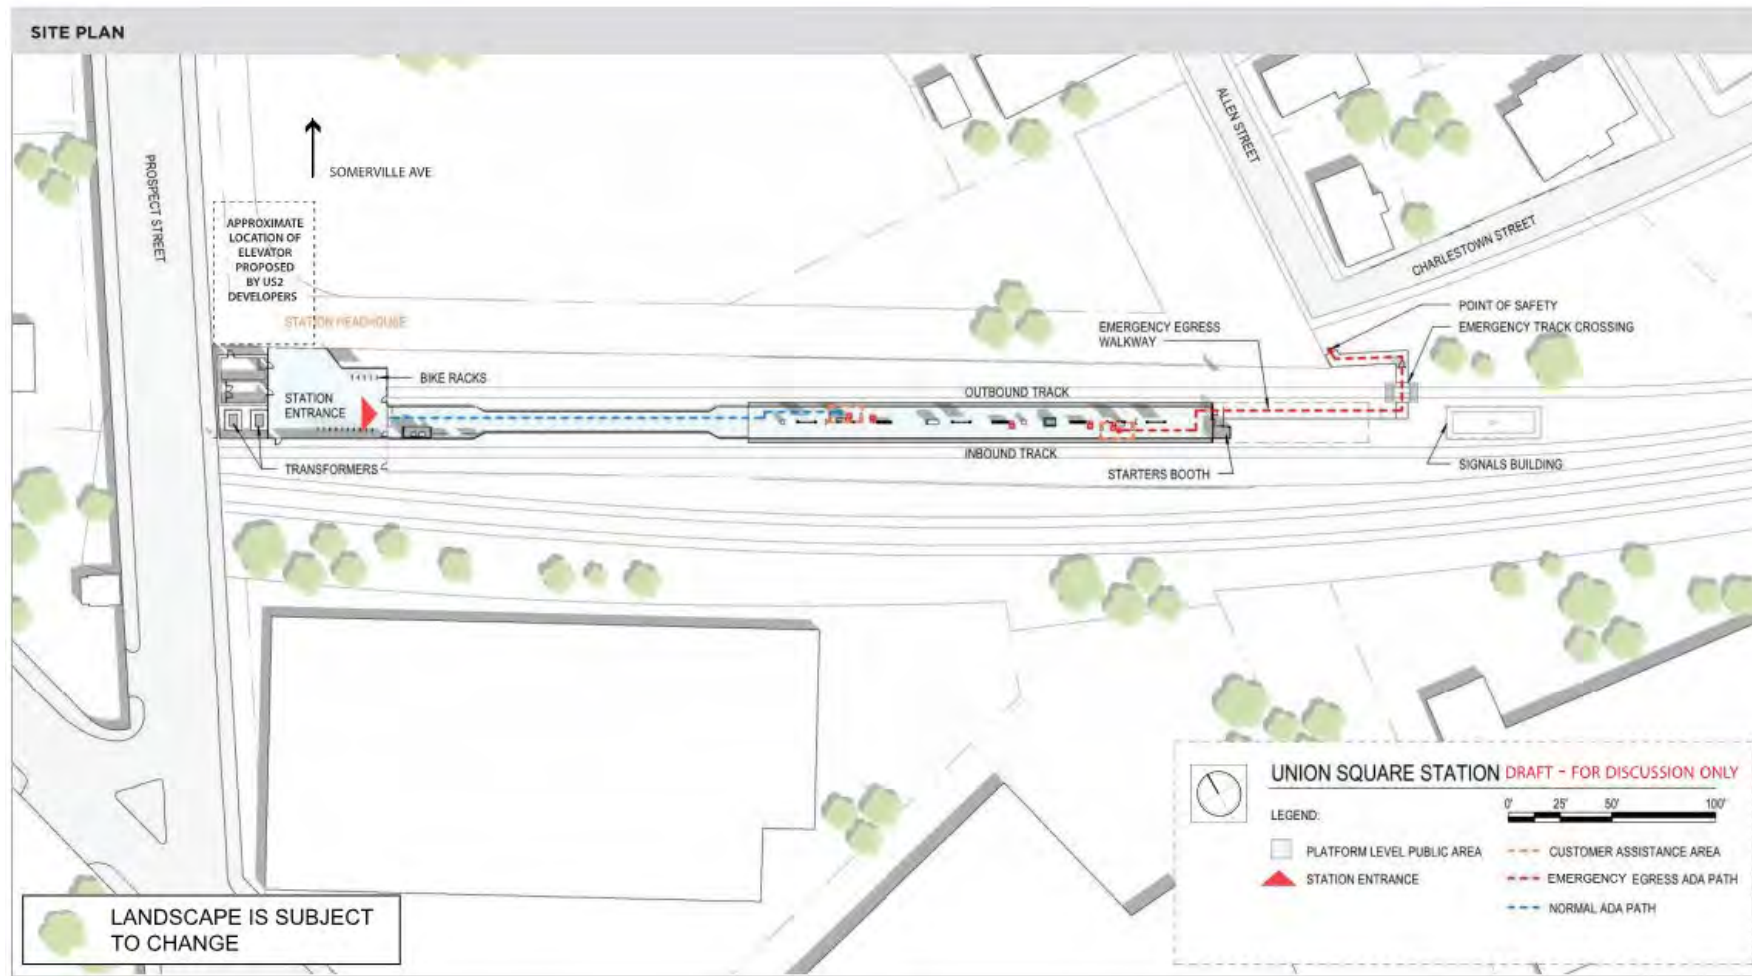 SITE PLAN
PROSPECT STREET
SOMERVILLE AVE
ALLEN STREET
CHARLESTOWN STREET
APPROXIMATE
LOCATION OF
ELEVATOR
PROPOSED
BY US2
DEVELOPERS
STATION HEADHOUSE
POINT OF SAFETY
EMERGENCY TRACK CROSSING
EMERGENCY EGRESS
WALKWAY
BIKE RACKS
STATION
ENTRANCE
OUTBOUND TRACK
INBOUND TRACK
TRANSFORMERS
STARTERS BOOTH
SIGNALS BUILDING
UNION SQUARE STATION DRAFT - FOR DISCUSSION ONLY
LEGEND:
0' 25' 50' 100'
PLATFORM LEVEL PUBLIC AREA
STATION ENTRANCE
CUSTOMER ASSISTANCE AREA
EMERGENCY EGRESS ADA PATH
NORMAL ADA PATH
LANDSCAPE IS SUBJECT
TO CHANGE